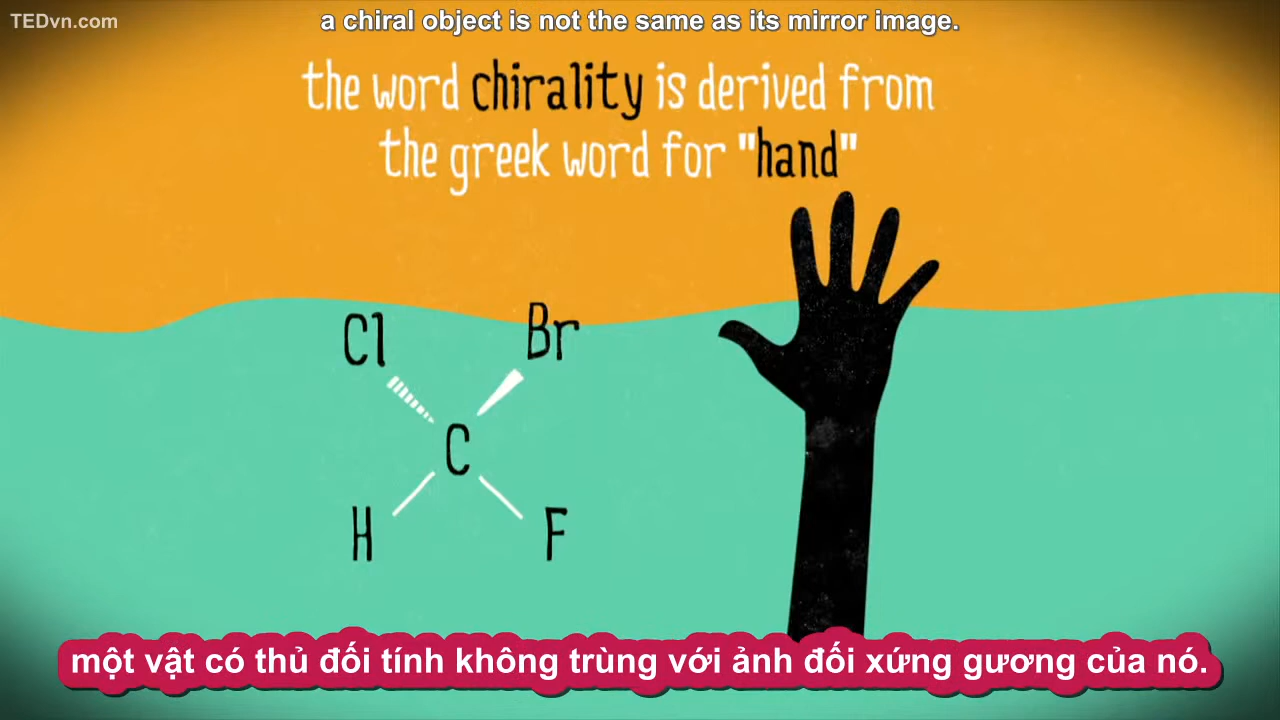 TEDvn.com
a chiral object is not the same as its mirror image.
the word chirality is derived from
the greek word for "hand"
Cl Br
C
H F
một vật có thủ đối tính không trùng với ảnh đối xứng gương của nó.